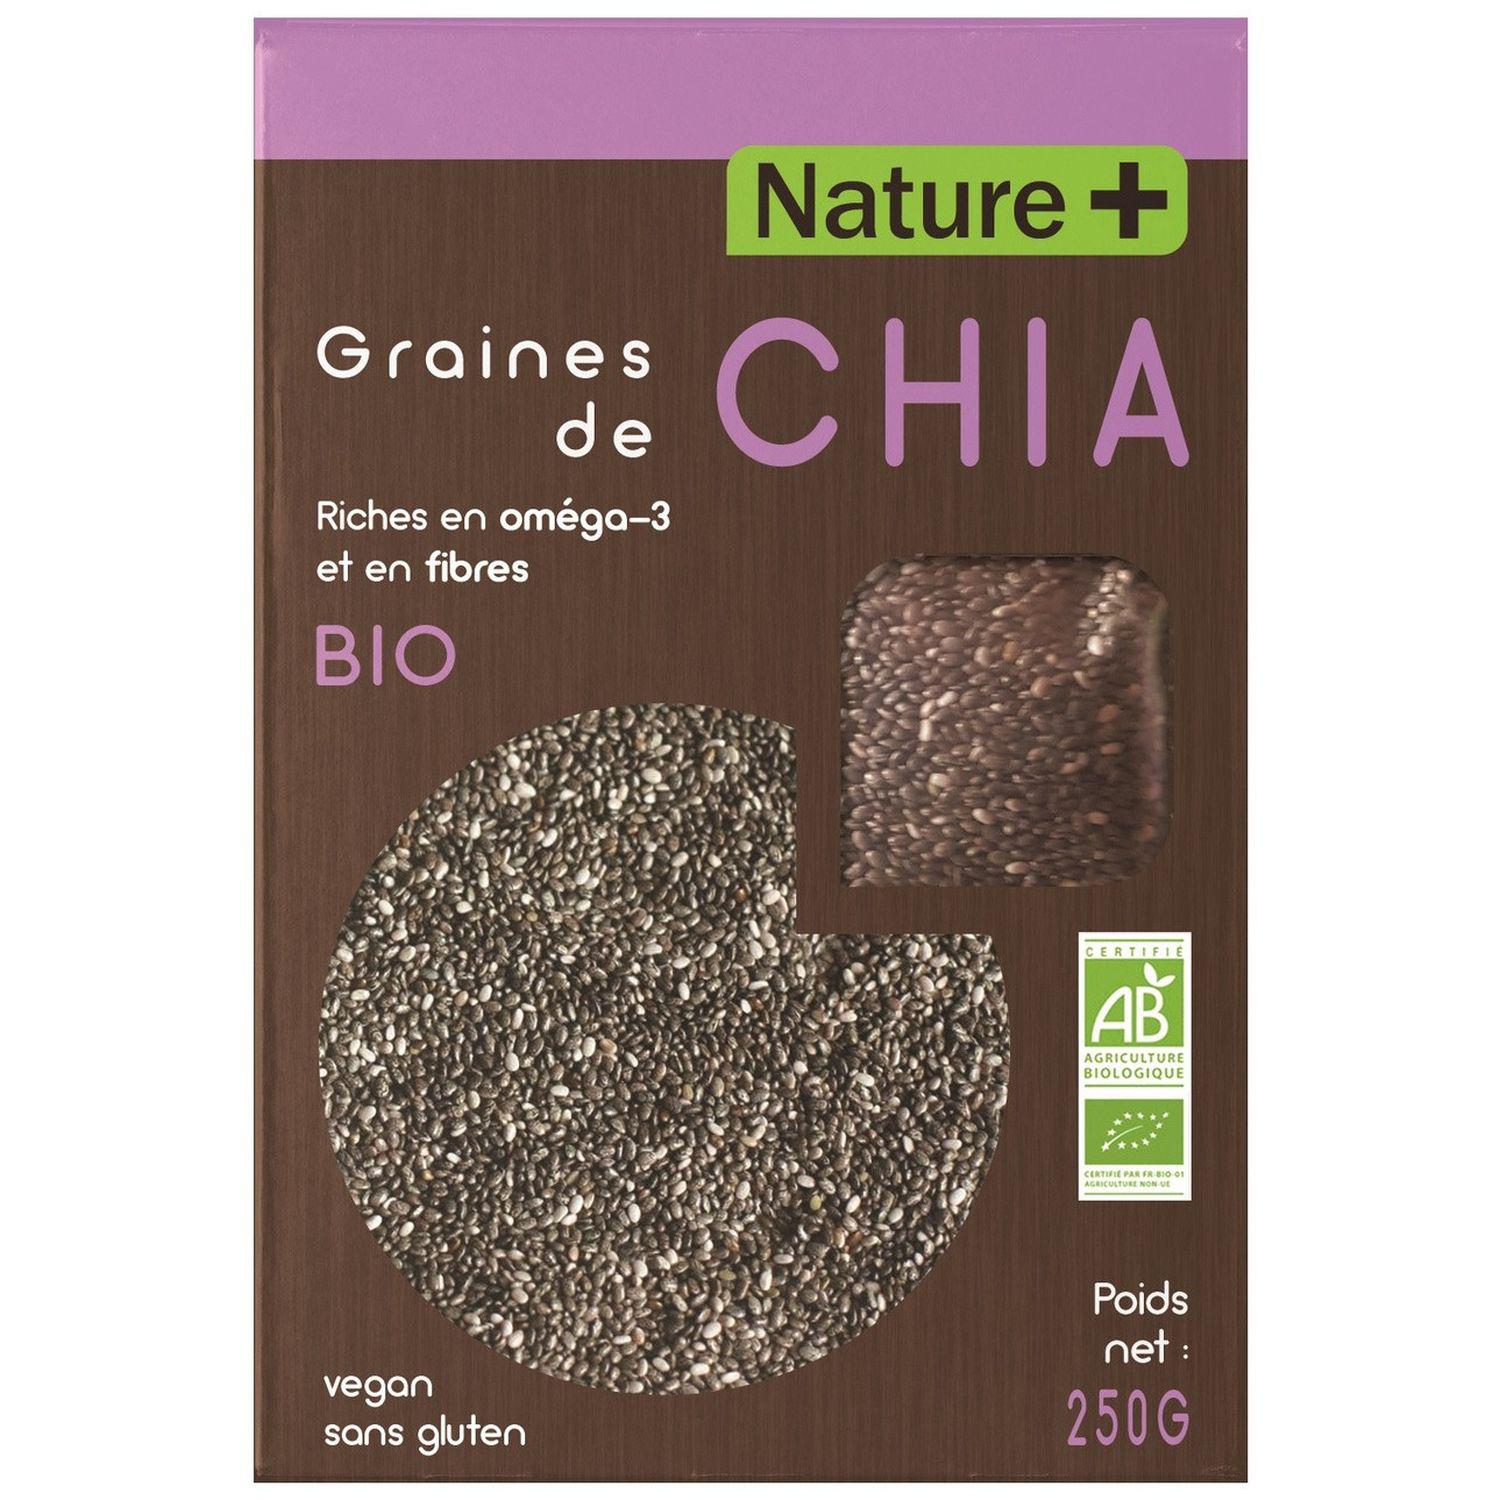 Nature +
Graines
de CHIA
Riches en oméga-3
et en fibres
BIO
CERTIFIÉ
AB
AGRICULTURE
BIOLOGIQUE
CERTIFIÉ PAR FR-BIO-01
AGRICULTURE NON-UE
Poids
net :
250G
vegan
sans gluten